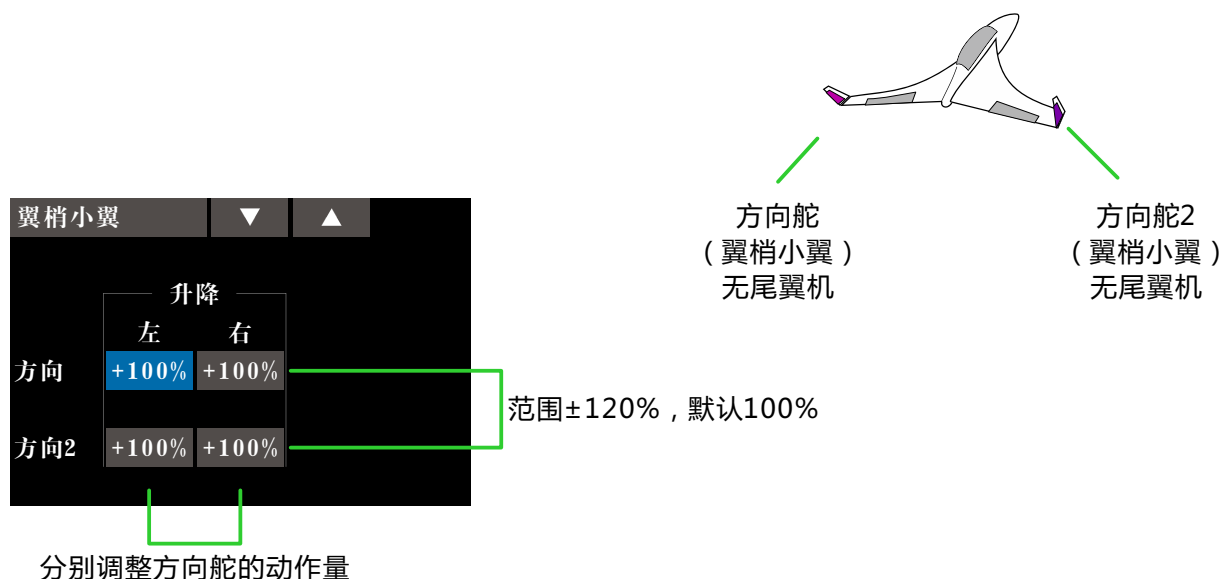 方向舵
（翼梢小翼）
无尾翼机
方向舵2
（翼梢小翼）
无尾翼机
翼梢小翼 ▼ ▲
升降
左 右
方向 +100% +100%
方向2 +100% +100%
范围±120%，默认100%
分别调整方向舵的动作量